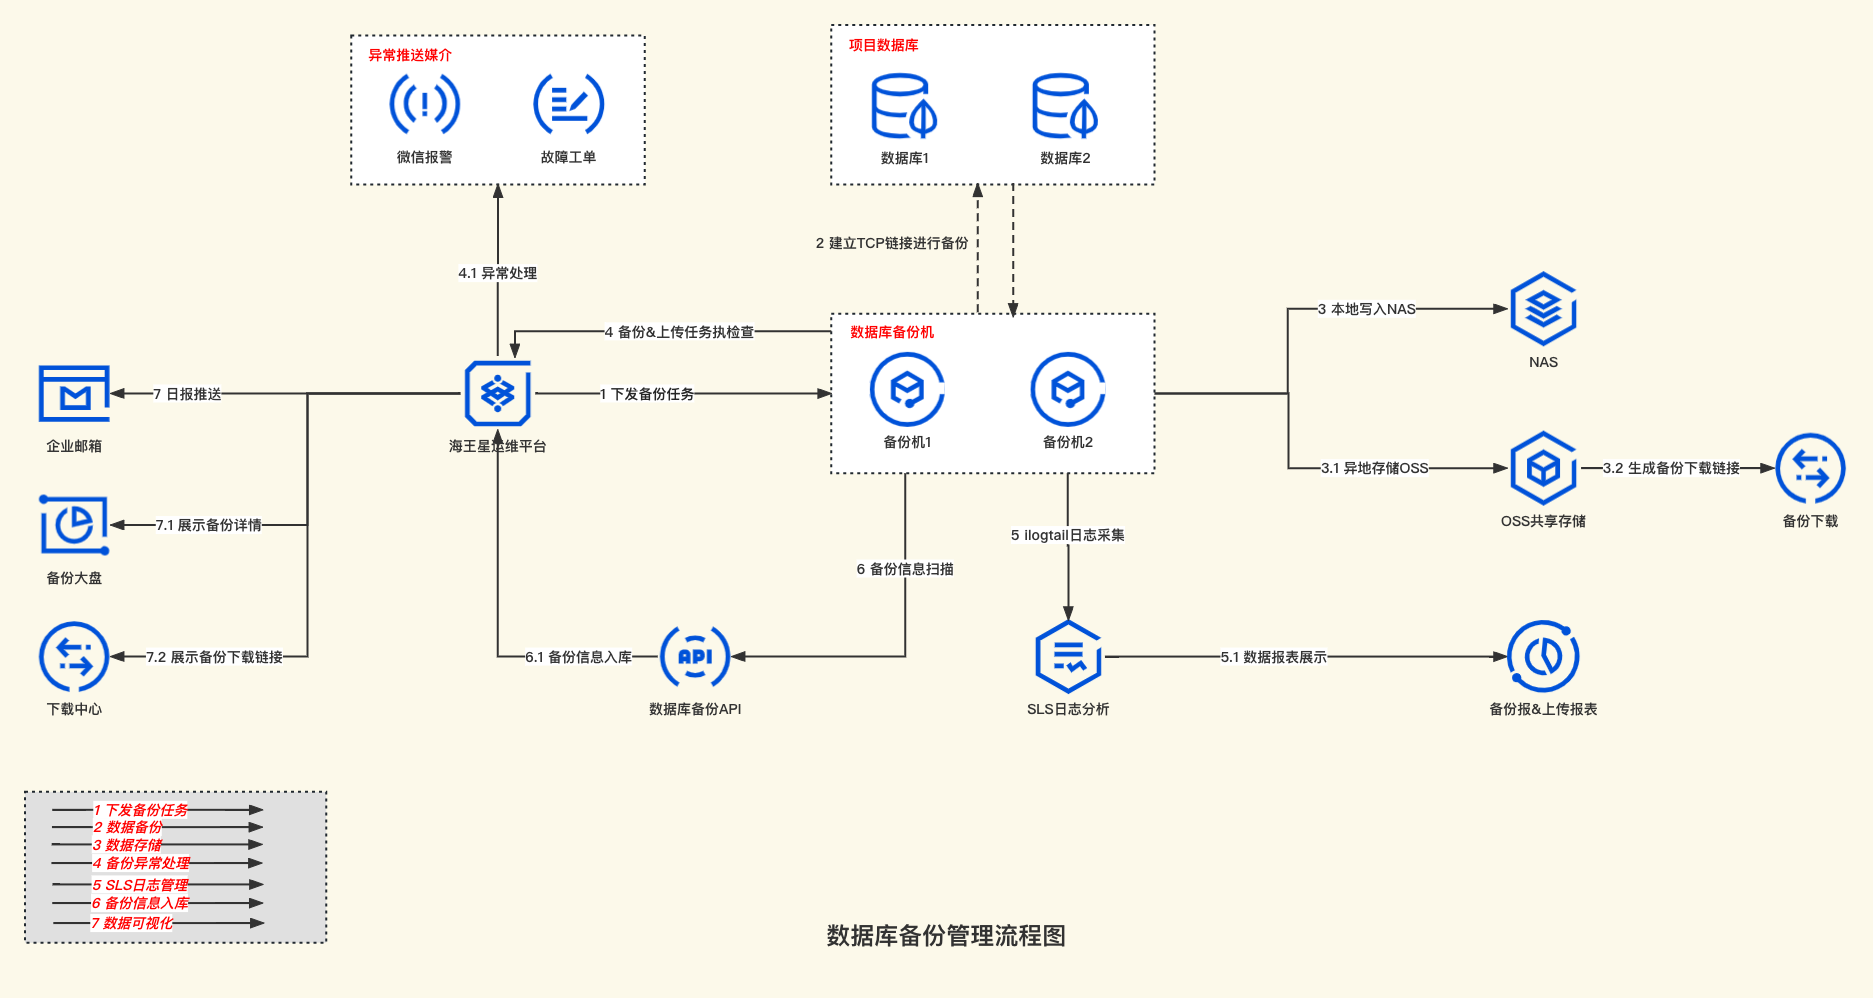 项目数据库
异常推送媒介
微信报警
故障工单
数据库1
数据库2
2 建立TCP链接进行备份
4.1 异常处理
3 本地写入NAS
4 备份&上传任务执检查
数据库备份机
NAS
7 日报推送
1 下发备份任务
企业邮箱
海王星运维平台
备份机1
备份机2
3.1 异地存储OSS
3.2 生成备份下载链接
OSS共享存储
备份下载
7.1 展示备份详情
5 ilogtail日志采集
6 备份信息扫描
备份大盘
7.2 展示备份下载链接
6.1 备份信息入库
API
5.1 数据报表展示
下载中心
数据库备份API
SLS日志分析
备份报&上传报表
1 下发备份任务
2 数据备份
3 数据存储
4 备份异常处理
5 SLS日志管理
6 备份信息入库
7 数据可视化
数据库备份管理流程图